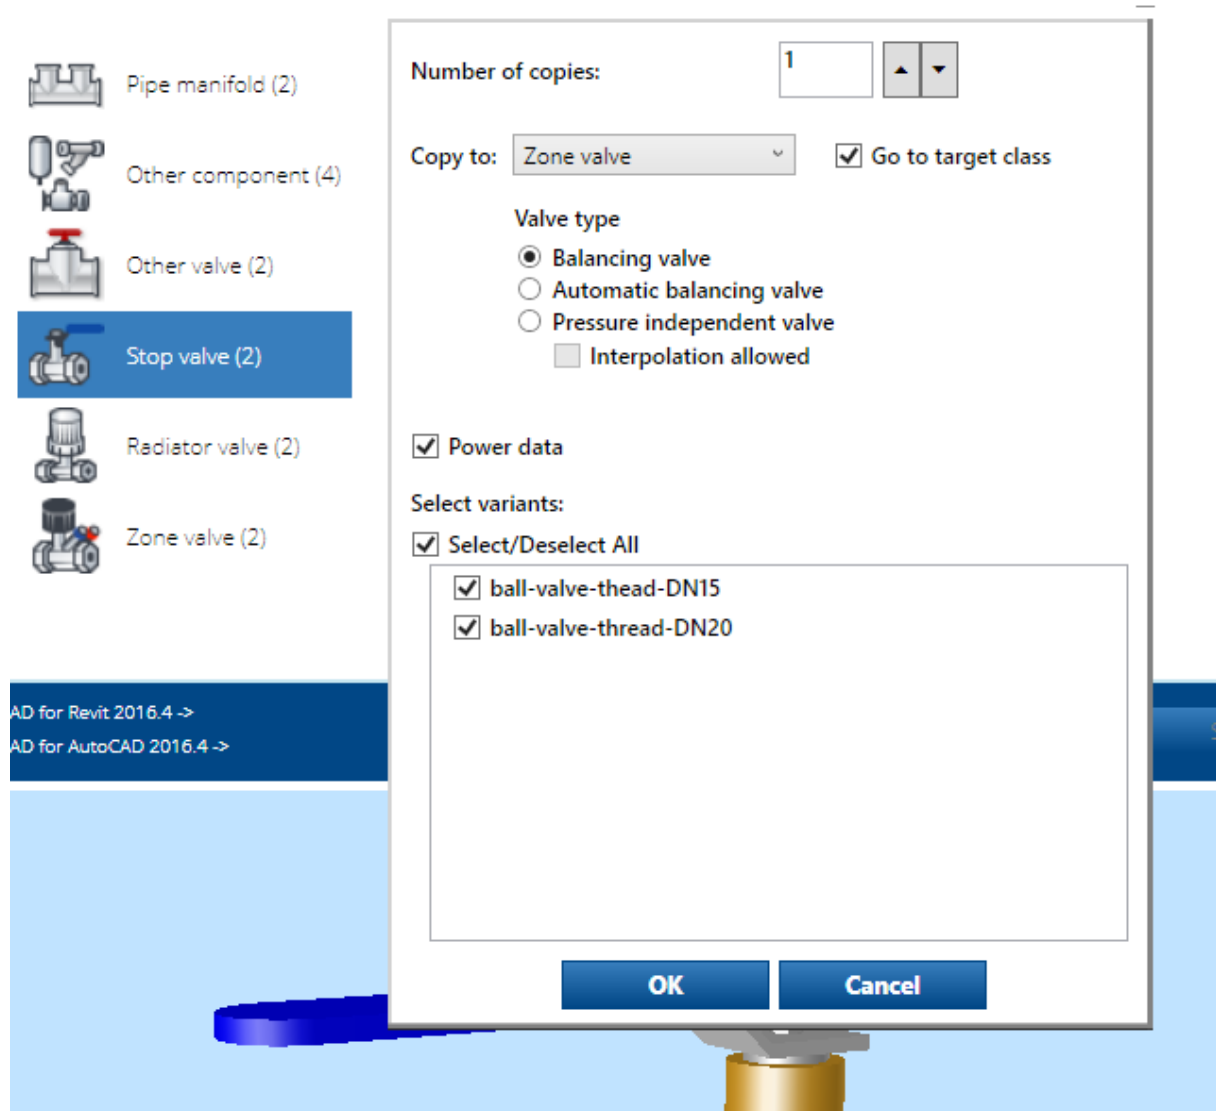 Pipe manifold (2)
Other component (4)
Other valve (2)
Stop valve (2)
Radiator valve (2)
Zone valve (2)
AD for Revit 2016.4 ->
AD for AutoCAD 2016.4 ->
Number of copies:
1
Copy to:
Zone valve
Go to target class
Valve type
Balancing valve
Automatic balancing valve
Pressure independent valve
Interpolation allowed
Power data
Select variants:
Select/Deselect All
ball-valve-thead-DN15
ball-valve-thread-DN20
OK
Cancel